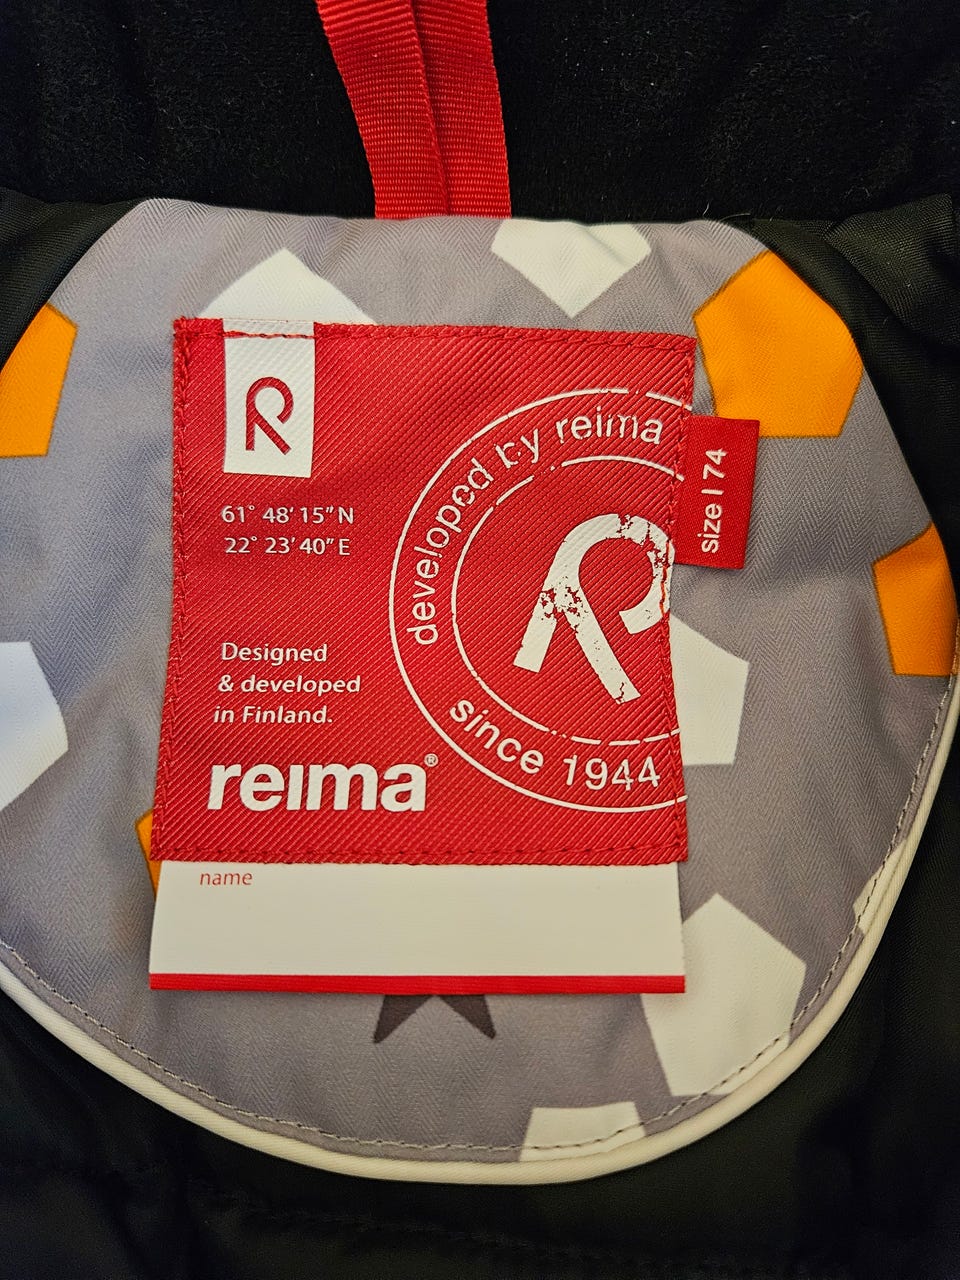 R
61° 48' 15" N
22° 23' 40" E
Designed
& developed
in Finland.
reima®
developed by reima
R
since 1944
size | 74
name